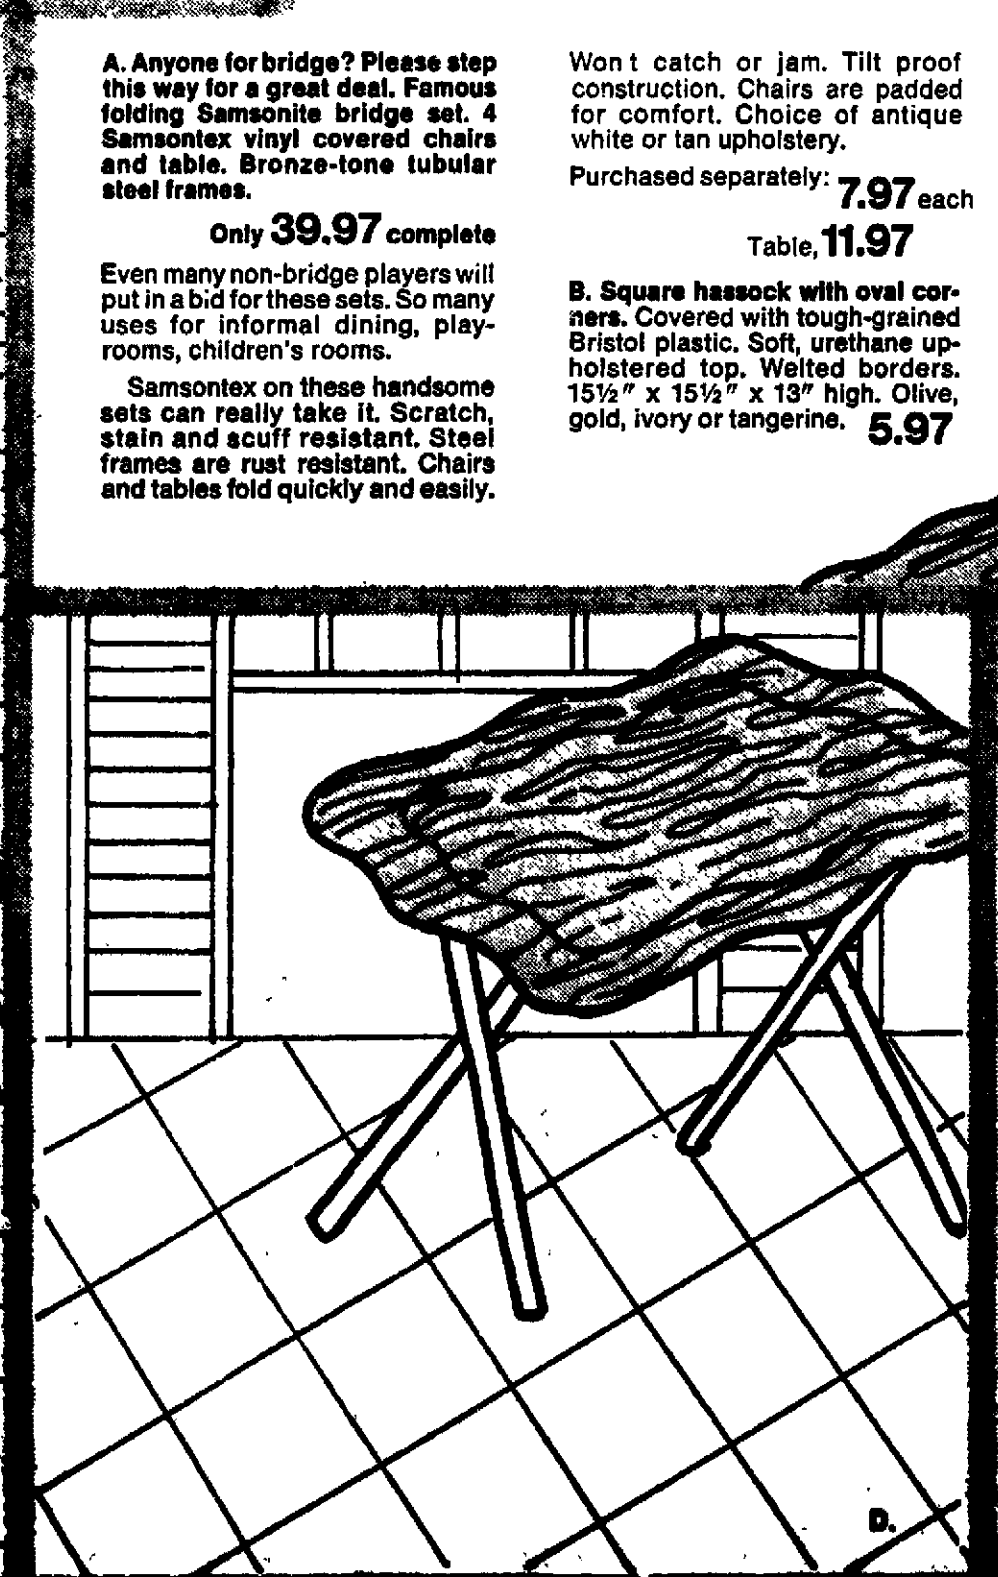 A. Anyone for bridge? Please step
this way for a great deal. Famous
folding Samsonite bridge set. 4
Samsontex vinyl covered chairs
and table. Bronze-tone tubular
steel frames.
Only 39.97 complete
Even many non-bridge players will
put in a bid for these sets. So many
uses for informal dining, play-
rooms, children's rooms.
Samsontex on these handsome
sets can really take it. Scratch,
stain and scuff resistant. Steel
frames are rust resistant. Chairs
and tables fold quickly and easily.
Won t catch or jam. Tilt proof
construction. Chairs are padded
for comfort. Choice of antique
white or tan upholstery.
Purchased separately: 7.97 each
Table, 11.97
B. Square hassock with oval cor-
ners. Covered with tough-grained
Bristol plastic. Soft, urethane up-
holstered top. Welted borders.
15½" x 15½" x 13" high. Olive,
gold, ivory or tangerine. 5.97
D.